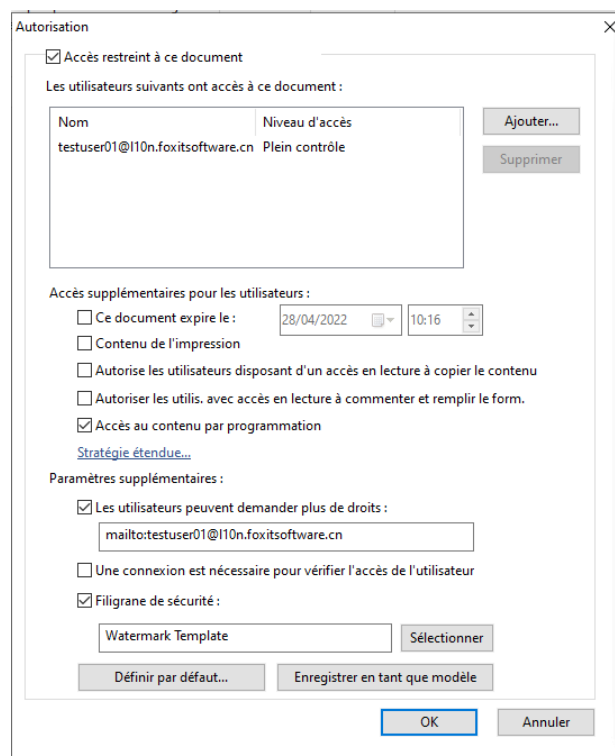 Autorisation
Accès restreint à ce document
Les utilisateurs suivants ont accès à ce document :
Nom Niveau d'accès
Ajouter...
testuser01@l10n.foxitsoftware.cn Plein contrôle
Supprimer
Accès supplémentaires pour les utilisateurs :
Ce document expire le : 28/04/2022 10:16
Contenu de l'impression
Autorise les utilisateurs disposant d'un accès en lecture à copier le contenu
Autoriser les utilis. avec accès en lecture à commenter et remplir le form.
Accès au contenu par programmation
Stratégie étendue...
Paramètres supplémentaires :
Les utilisateurs peuvent demander plus de droits :
mailto:testuser01@l10n.foxitsoftware.cn
Une connexion est nécessaire pour vérifier l'accès de l'utilisateur
Filigrane de sécurité :
Watermark Template Sélectionner
Définir par défaut... Enregistrer en tant que modèle
OK Annuler